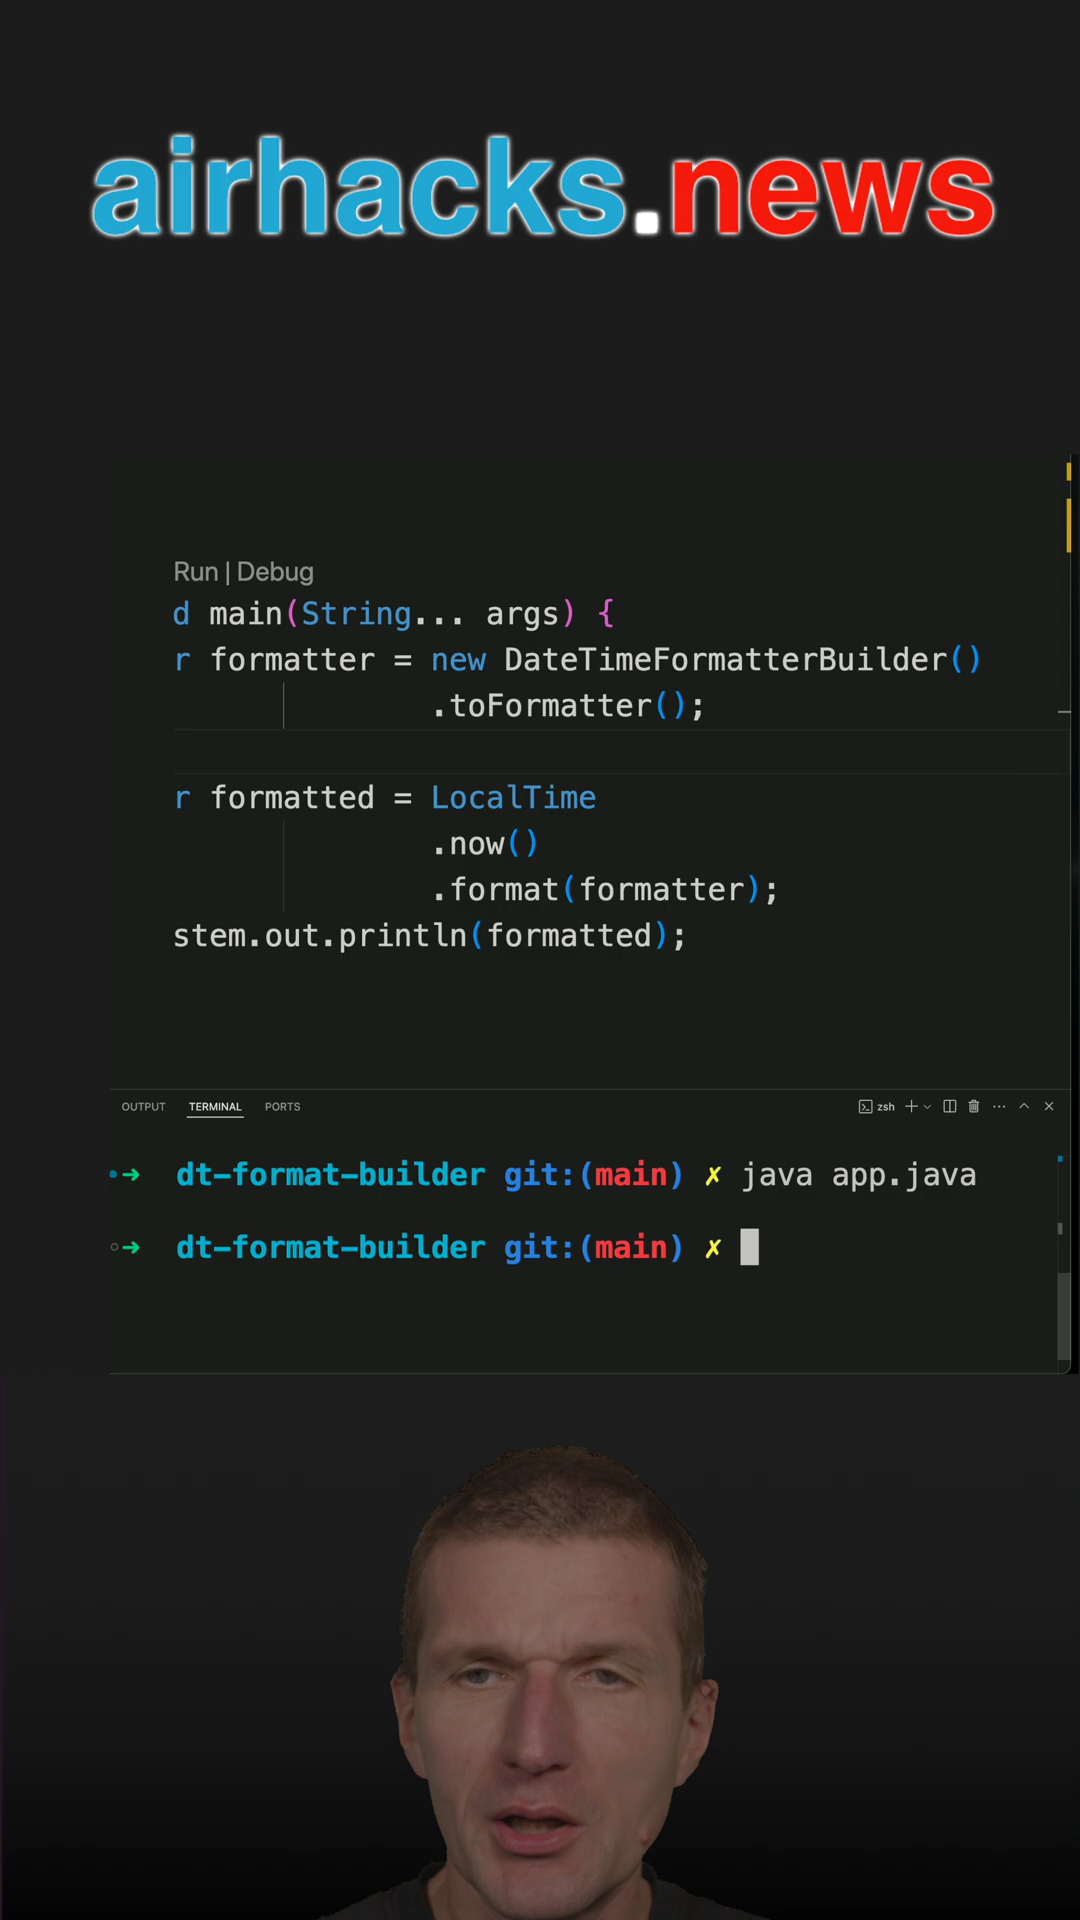 airhacks.news
Run | Debug
d main(String... args) {
r formatter = new DateTimeFormatterBuilder()
.toFormatter();
r formatted = LocalTime
.now()
.format(formatter);
stem.out.println(formatted);
OUTPUT TERMINAL PORTS zsh
dt-format-builder git:(main) ✗ java app.java
dt-format-builder git:(main) ✗